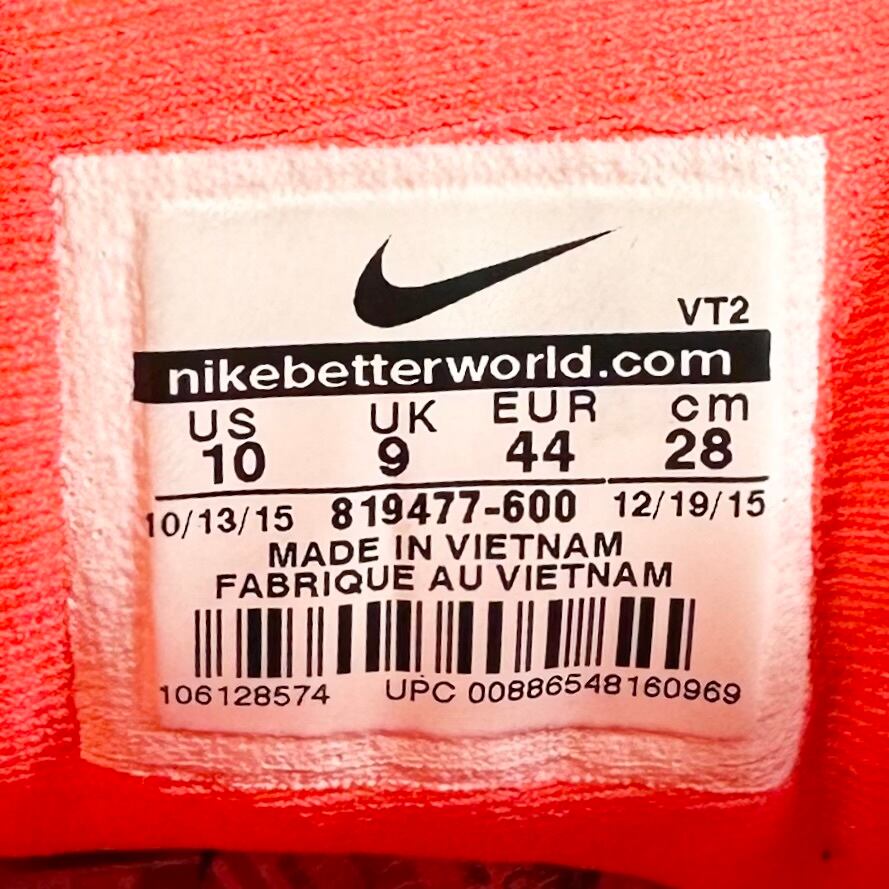 VT2
nikebetterworld.com
US UK EUR cm
10 9 44 28
10/13/15 819477-600 12/19/15
MADE IN VIETNAM
FABRIQUE AU VIETNAM
106128574 UPC 00886548160969